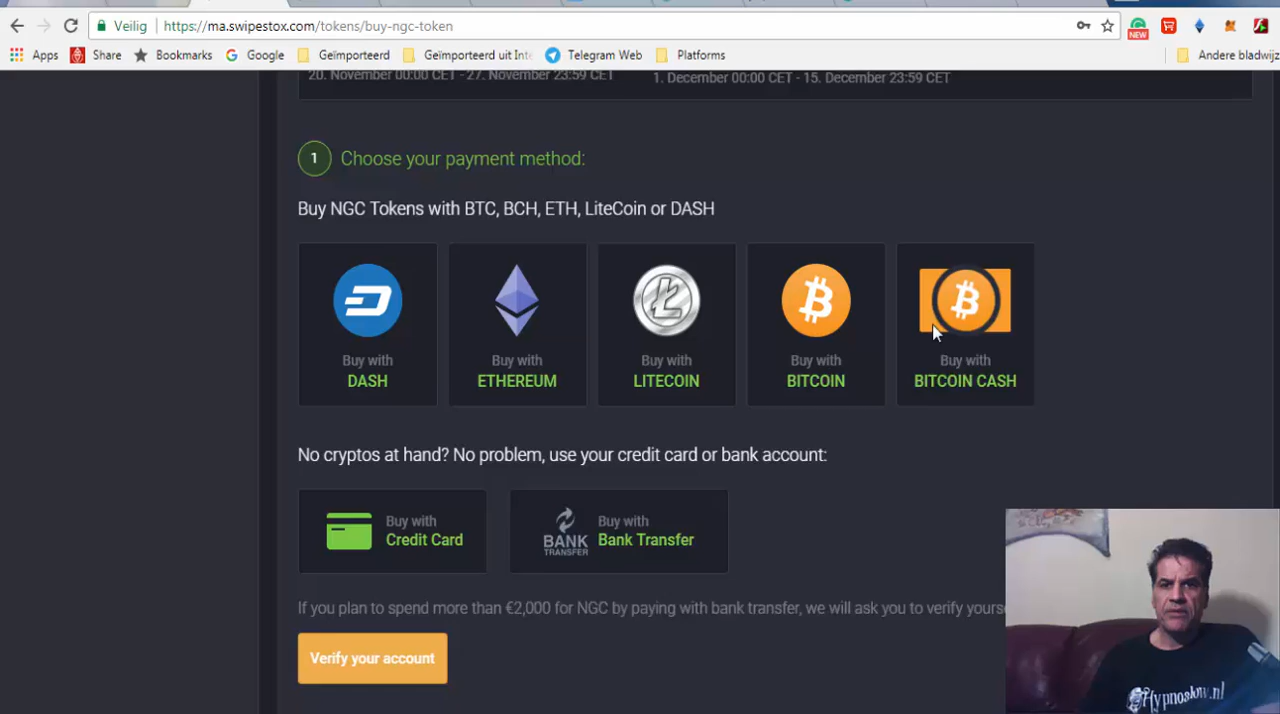 Veilig
https://ma.swipestox.com/tokens/buy-ngc-token
NEW
Apps Share Bookmarks Google Geïmporteerd Geïmporteerd uit Inte Telegram Web Platforms Andere bladwijz
20. November 00:00 CET - 27. November 23:59 CET
1. December 00:00 CET - 15. December 23:59 CET
1 Choose your payment method:
Buy NGC Tokens with BTC, BCH, ETH, LiteCoin or DASH
Buy with
DASH
Buy with
ETHEREUM
Buy with
LITECOIN
Buy with
BITCOIN
Buy with
BITCOIN CASH
No cryptos at hand? No problem, use your credit card or bank account:
Buy with
Credit Card
BANK
TRANSFER
Buy with
Bank Transfer
If you plan to spend more than €2,000 for NGC by paying with bank transfer, we will ask you to verify yourse
Verify your account
Hypnoslow.nl